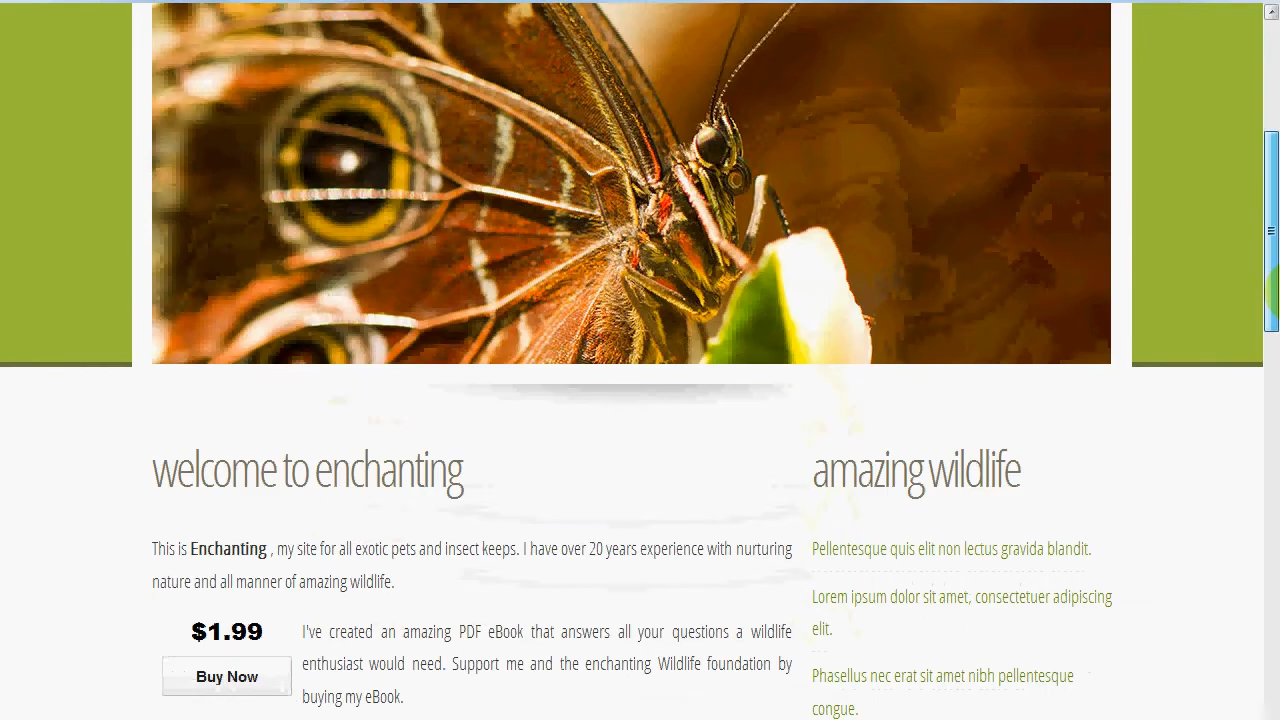 welcome to enchanting
This is Enchanting , my site for all exotic pets and insect keeps. I have over 20 years experience with nurturing
nature and all manner of amazing wildlife.
$1.99
Buy Now
I've created an amazing PDF eBook that answers all your questions a wildlife
enthusiast would need. Support me and the enchanting Wildlife foundation by
buying my eBook.
amazing wildlife
Pellentesque quis elit non lectus gravida blandit.
Lorem ipsum dolor sit amet, consectetuer adipiscing
elit.
Phasellus nec erat sit amet nibh pellentesque
congue.